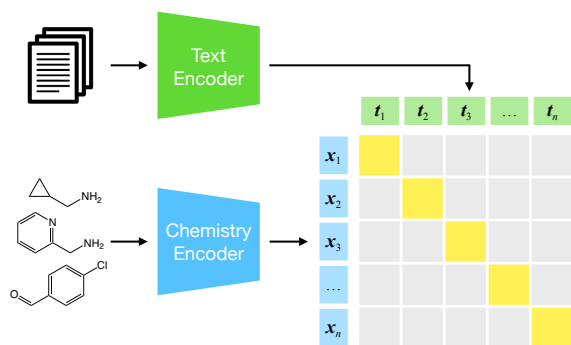 Text
Encoder
t₁ t₂ t₃ ... tₙ
x₁
x₂
x₃
...
xₙ
NH₂
N
NH₂
Cl
O
Chemistry
Encoder